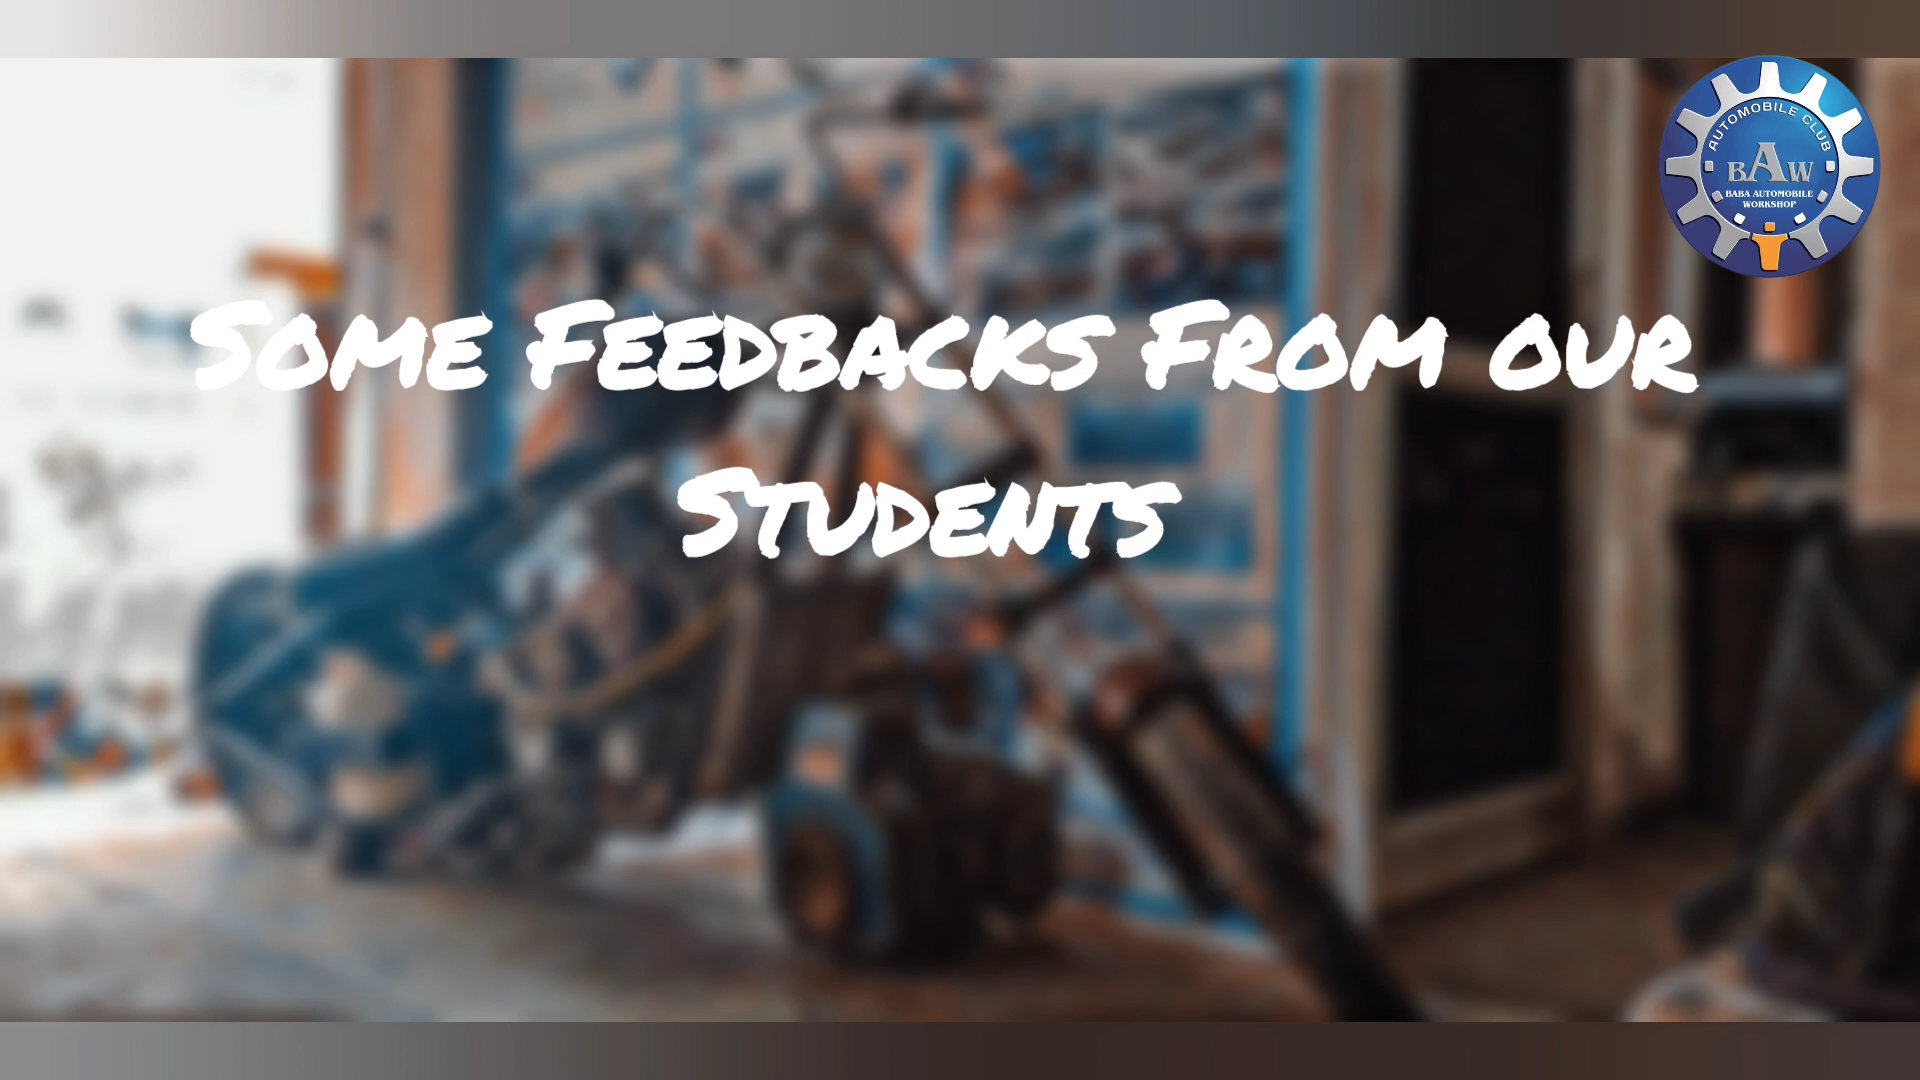 AUTOMOBILE CLUB
BAW
BABA AUTOMOBILE
WORKSHOP
Some Feedbacks From our
Students